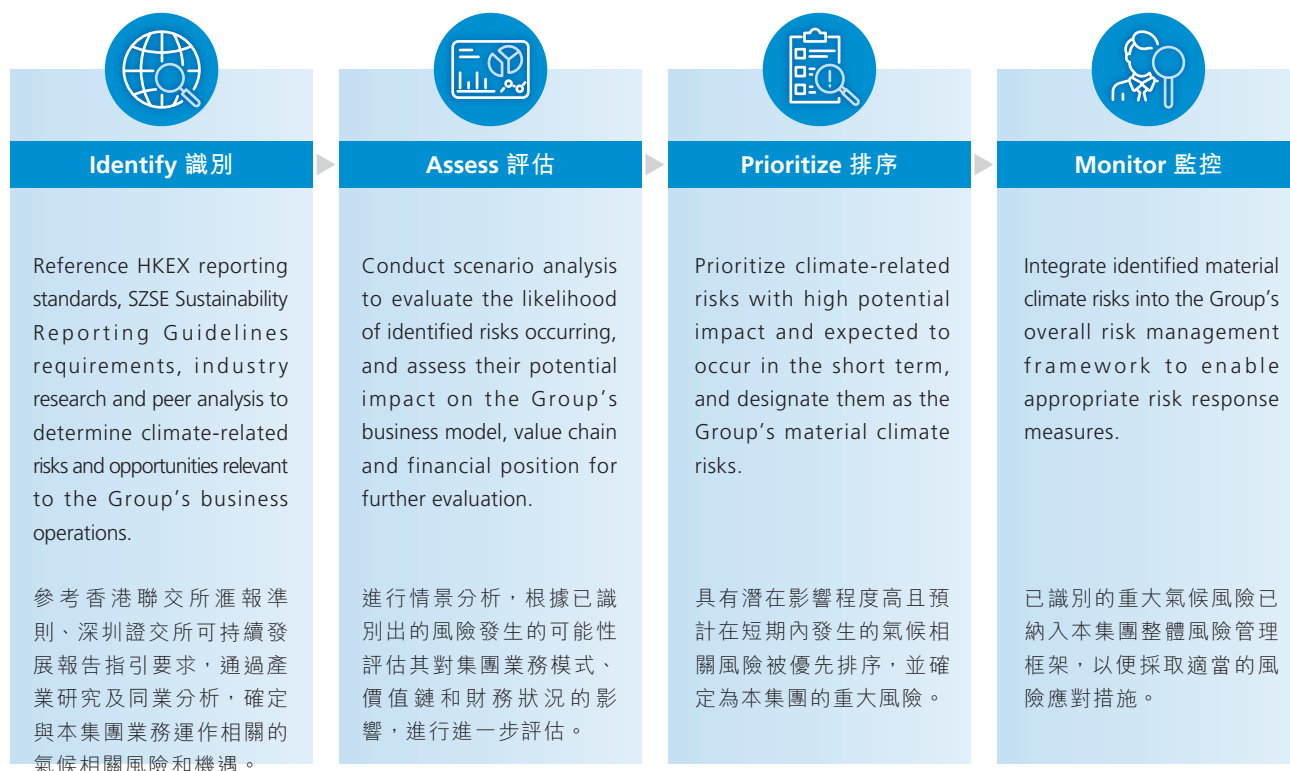 Identify 識別
Reference HKEX reporting
standards, SZSE Sustainability
Reporting Guidelines
requirements, industry
research and peer analysis to
determine climate-related
risks and opportunities relevant
to the Group's business
operations.
參考香港聯交所滙報準
則、深圳證交所可持續發
展報告指引要求，通過產
業研究及同業分析，確定
與本集團業務運作相關的
氣候相關風險和機遇。
Assess 評估
Conduct scenario analysis
to evaluate the likelihood
of identified risks occurring,
and assess their potential
impact on the Group's
business model, value chain
and financial position for
further evaluation.
進行情景分析，根據已識
別出的風險發生的可能性
評估其對集團業務模式、
價值鏈和財務狀況的影
響，進行進一步評估。
Prioritize 排序
Prioritize climate-related
risks with high potential
impact and expected to
occur in the short term,
and designate them as the
Group's material climate
risks.
具有潛在影響程度高且預
計在短期內發生的氣候相
關風險被優先排序，並確
定為本集團的重大風險。
Monitor 監控
Integrate identified material
climate risks into the Group's
overall risk management
framework to enable
appropriate risk response
measures.
已識別的重大氣候風險已
納入本集團整體風險管理
框架，以便採取適當的風
險應對措施。